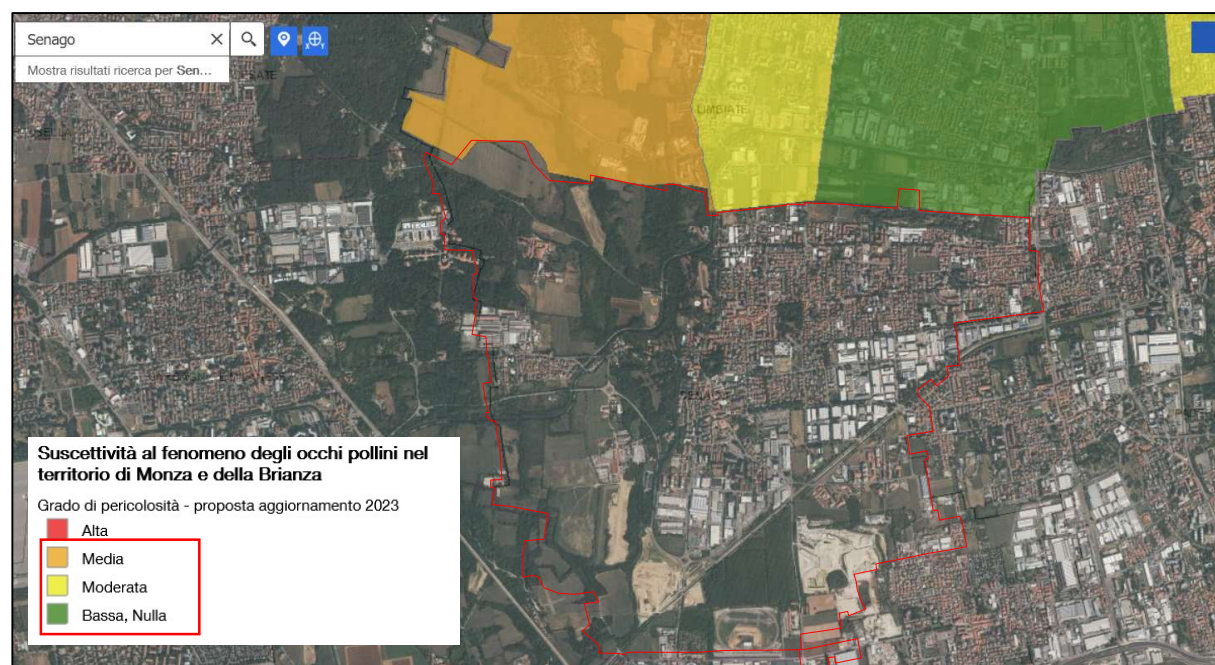 Senago
Mostra risultati ricerca per Sen...
LIMBIATE
Suscettività al fenomeno degli occhi pollini nel
territorio di Monza e della Brianza
Grado di pericolosità - proposta aggiornamento 2023
Alta
Media
Moderata
Bassa, Nulla